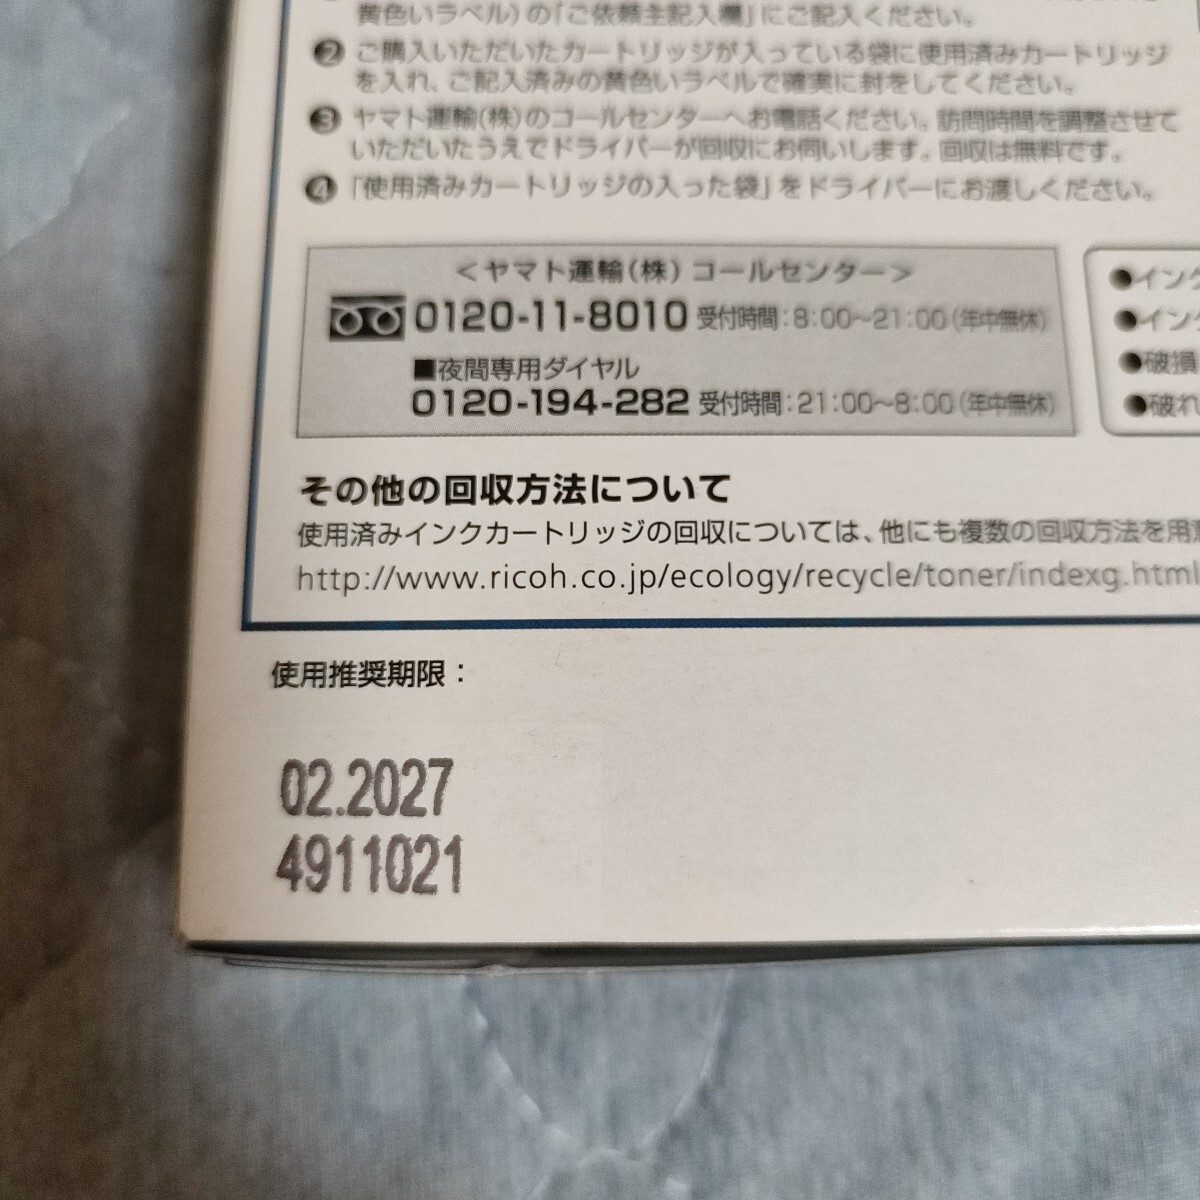 黄色いラベル)の「ご依頼主記入欄」にご記入ください。
❷ ご購入いただいたカートリッジが入っている袋に使用済みカートリッジ
を入れ、ご記入済みの黄色いラベルで確実に封をしてください。
❸ ヤマト運輸(株)のコールセンターへお電話ください。訪問時間を調整させて
いただいたうえでドライバーが回収にお伺いします。回収は無料です。
❹ 「使用済みカートリッジの入った袋」をドライバーにお渡しください。
<ヤマト運輸(株) コールセンター>
0120-11-8010 受付時間:8:00~21:00(年中無休)
■夜間専用ダイヤル
0120-194-282 受付時間:21:00~8:00(年中無休)
●インク
●インク
●破損
●破れ
その他の回収方法について
使用済みインクカートリッジの回収については、他にも複数の回収方法を用意
http://www.ricoh.co.jp/ecology/recycle/toner/indexg.html
使用推奨期限:
02.2027
4911021